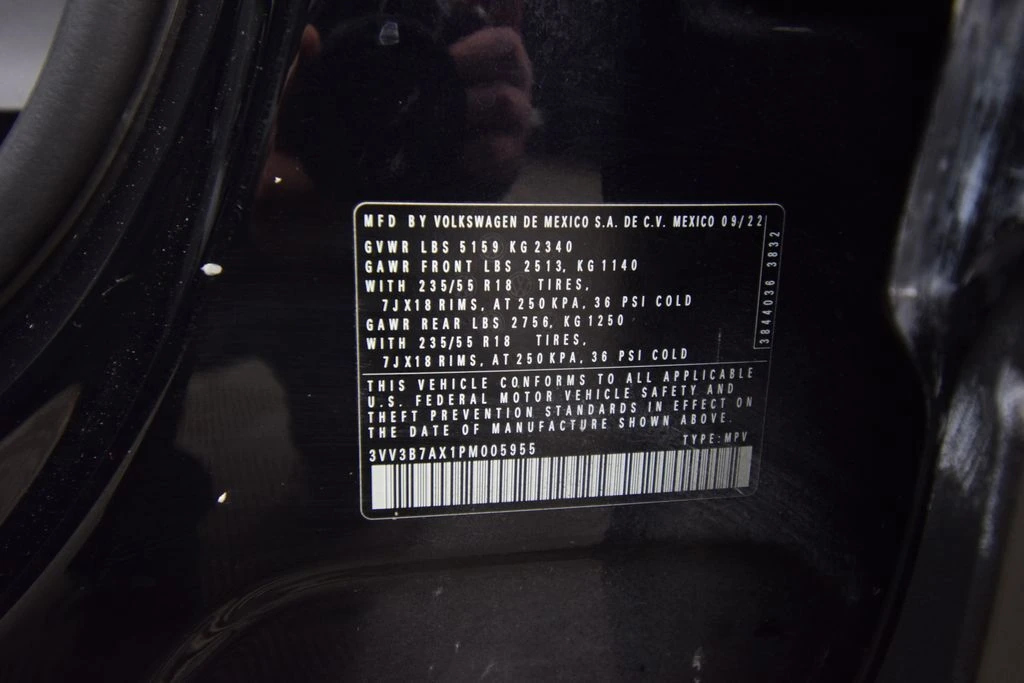 MFD BY VOLKSWAGEN DE MEXICO S.A. DE C.V. MEXICO 09/22
GVWR LBS 5159 KG 2340
GAWR FRONT LBS 2513, KG 1140
WITH 235/55 R18 TIRES,
7JX18 RIMS, AT 250 KPA, 36 PSI COLD
GAWR REAR LBS 2756, KG 1250
WITH 235/55 R18 TIRES,
7JX18 RIMS, AT 250 KPA, 36 PSI COLD
3844036 3832
THIS VEHICLE CONFORMS TO ALL APPLICABLE
U.S. FEDERAL MOTOR VEHICLE SAFETY AND
THEFT PREVENTION STANDARDS IN EFFECT ON
THE DATE OF MANUFACTURE SHOWN ABOVE.
3VV3B7AX1PM005955 TYPE: MPV